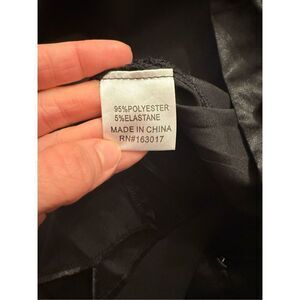 95%POLYESTER
5%ELASTANE
MADE IN CHINA
RN#163017